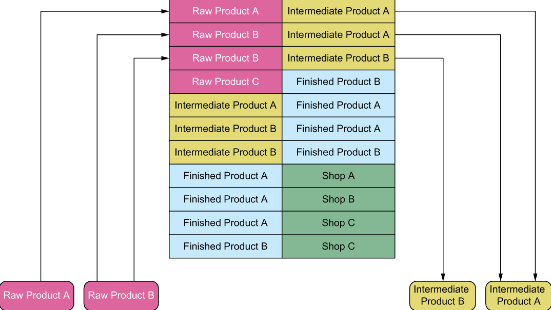 Raw Product A Intermediate Product A
Raw Product B Intermediate Product A
Raw Product B Intermediate Product B
Raw Product C Finished Product B
Intermediate Product A Finished Product A
Intermediate Product B Finished Product A
Intermediate Product B Finished Product B
Finished Product A Shop A
Finished Product A Shop B
Finished Product A Shop C
Finished Product B Shop C
Raw Product A
Raw Product B
Intermediate
Product B
Intermediate
Product A